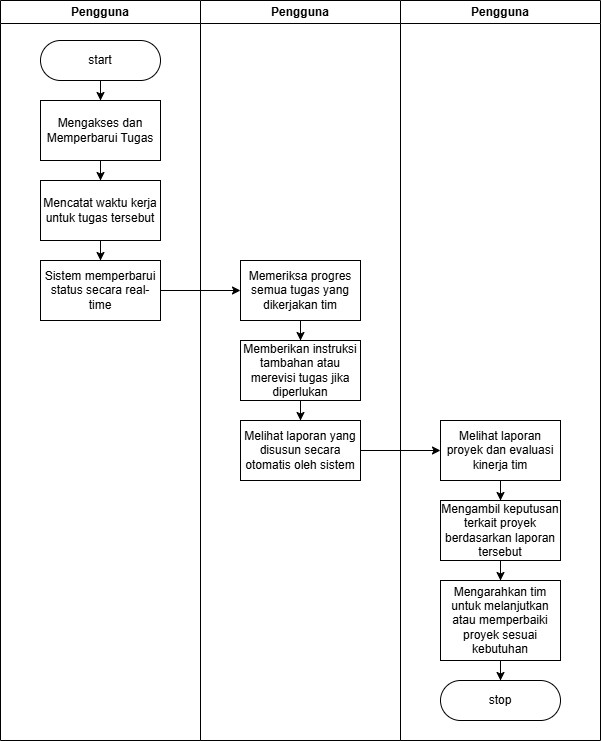 Pengguna
Pengguna
Pengguna
start
Mengakses dan
Memperbarui Tugas
Mencatat waktu kerja
untuk tugas tersebut
Sistem memperbarui
status secara real-
time
Memeriksa progres
semua tugas yang
dikerjakan tim
Memberikan instruksi
tambahan atau
merevisi tugas jika
diperlukan
Melihat laporan yang
disusun secara
otomatis oleh sistem
Melihat laporan
proyek dan evaluasi
kinerja tim
Mengambil keputusan
terkait proyek
berdasarkan laporan
tersebut
Mengarahkan tim
untuk melanjutkan
atau memperbaiki
proyek sesuai
kebutuhan
stop